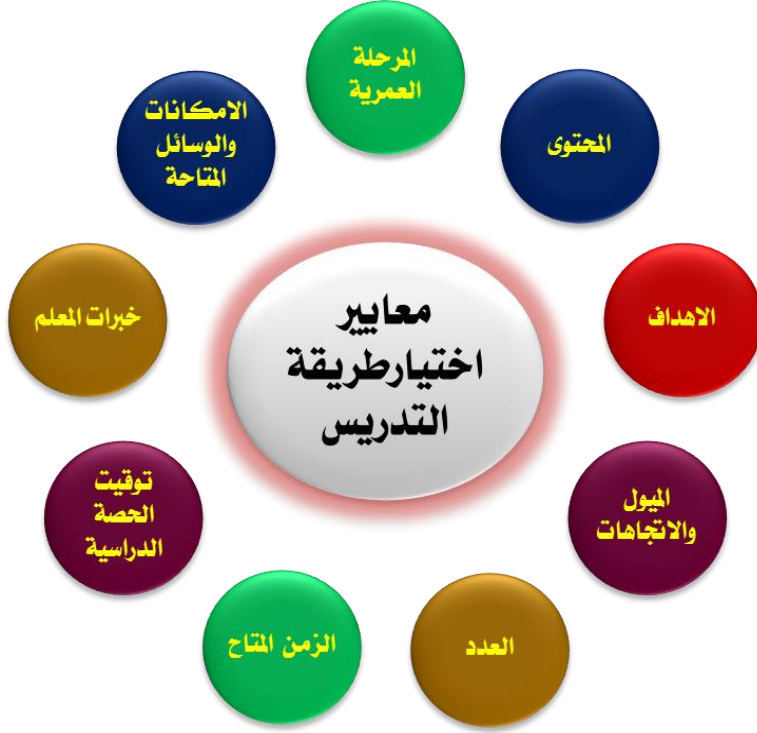 معايير
اختيارطريقة
التدريس
المرحلة
العمرية
المحتوى
الاهداف
الميول
والاتجاهات
العدد
الزمن المتاح
توقيت
الحصة
الدراسية
خبرات المعلم
الامكانات
والوسائل
المتاحة